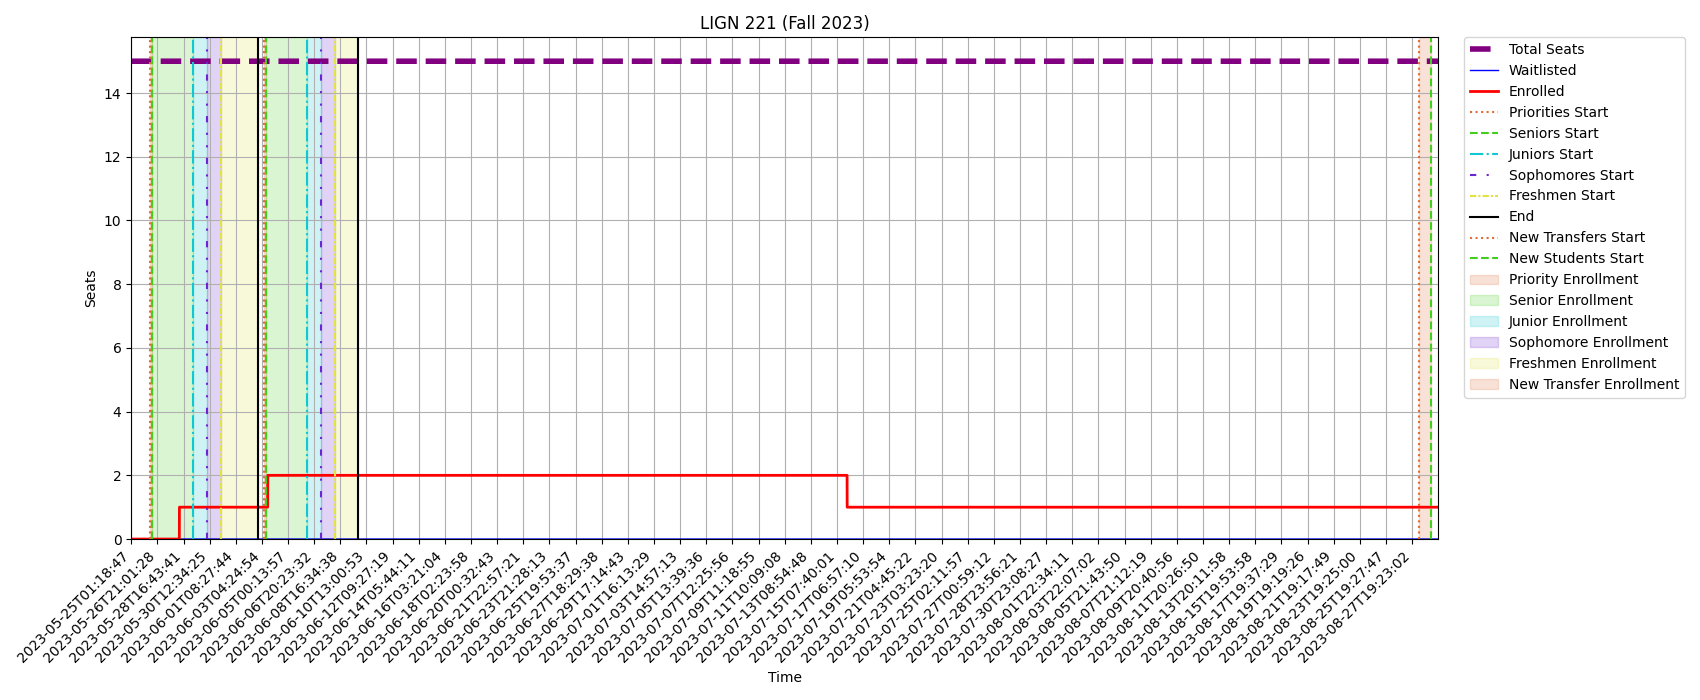 LIGN 221 (Fall 2023)
Total Seats
Waitlisted
Enrolled
Priorities Start
Seniors Start
Juniors Start
Sophomores Start
Freshmen Start
End
New Transfers Start
New Students Start
Priority Enrollment
Senior Enrollment
Junior Enrollment
Sophomore Enrollment
Freshmen Enrollment
New Transfer Enrollment
Seats
14
12
10
8
6
4
2
0
2023-05-25T01:18:47
2023-05-26T21:01:28
2023-05-28T16:43:41
2023-05-30T12:34:25
2023-06-01T08:27:44
2023-06-03T04:24:54
2023-06-05T00:13:57
2023-06-06T20:23:32
2023-06-08T16:34:38
2023-06-10T13:00:53
2023-06-12T09:27:19
2023-06-14T05:44:11
2023-06-16T03:21:04
2023-06-18T02:23:58
2023-06-20T00:32:43
2023-06-21T22:57:21
2023-06-23T21:28:13
2023-06-25T19:53:37
2023-06-27T18:29:38
2023-06-29T17:14:43
2023-07-01T16:13:29
2023-07-03T14:57:13
2023-07-05T13:39:36
2023-07-07T12:25:56
2023-07-09T11:18:55
2023-07-11T10:09:08
2023-07-13T08:54:48
2023-07-15T07:40:01
2023-07-17T06:57:10
2023-07-19T05:53:54
2023-07-21T04:45:22
2023-07-23T03:23:20
2023-07-25T02:11:57
2023-07-27T00:59:12
2023-07-28T23:56:21
2023-07-30T23:08:27
2023-08-01T22:34:11
2023-08-03T22:07:02
2023-08-05T21:43:50
2023-08-07T21:12:19
2023-08-09T20:40:56
2023-08-11T20:26:50
2023-08-13T20:11:58
2023-08-15T19:53:58
2023-08-17T19:37:29
2023-08-19T19:19:26
2023-08-21T19:17:49
2023-08-23T19:25:00
2023-08-25T19:27:47
2023-08-27T19:23:02
Time